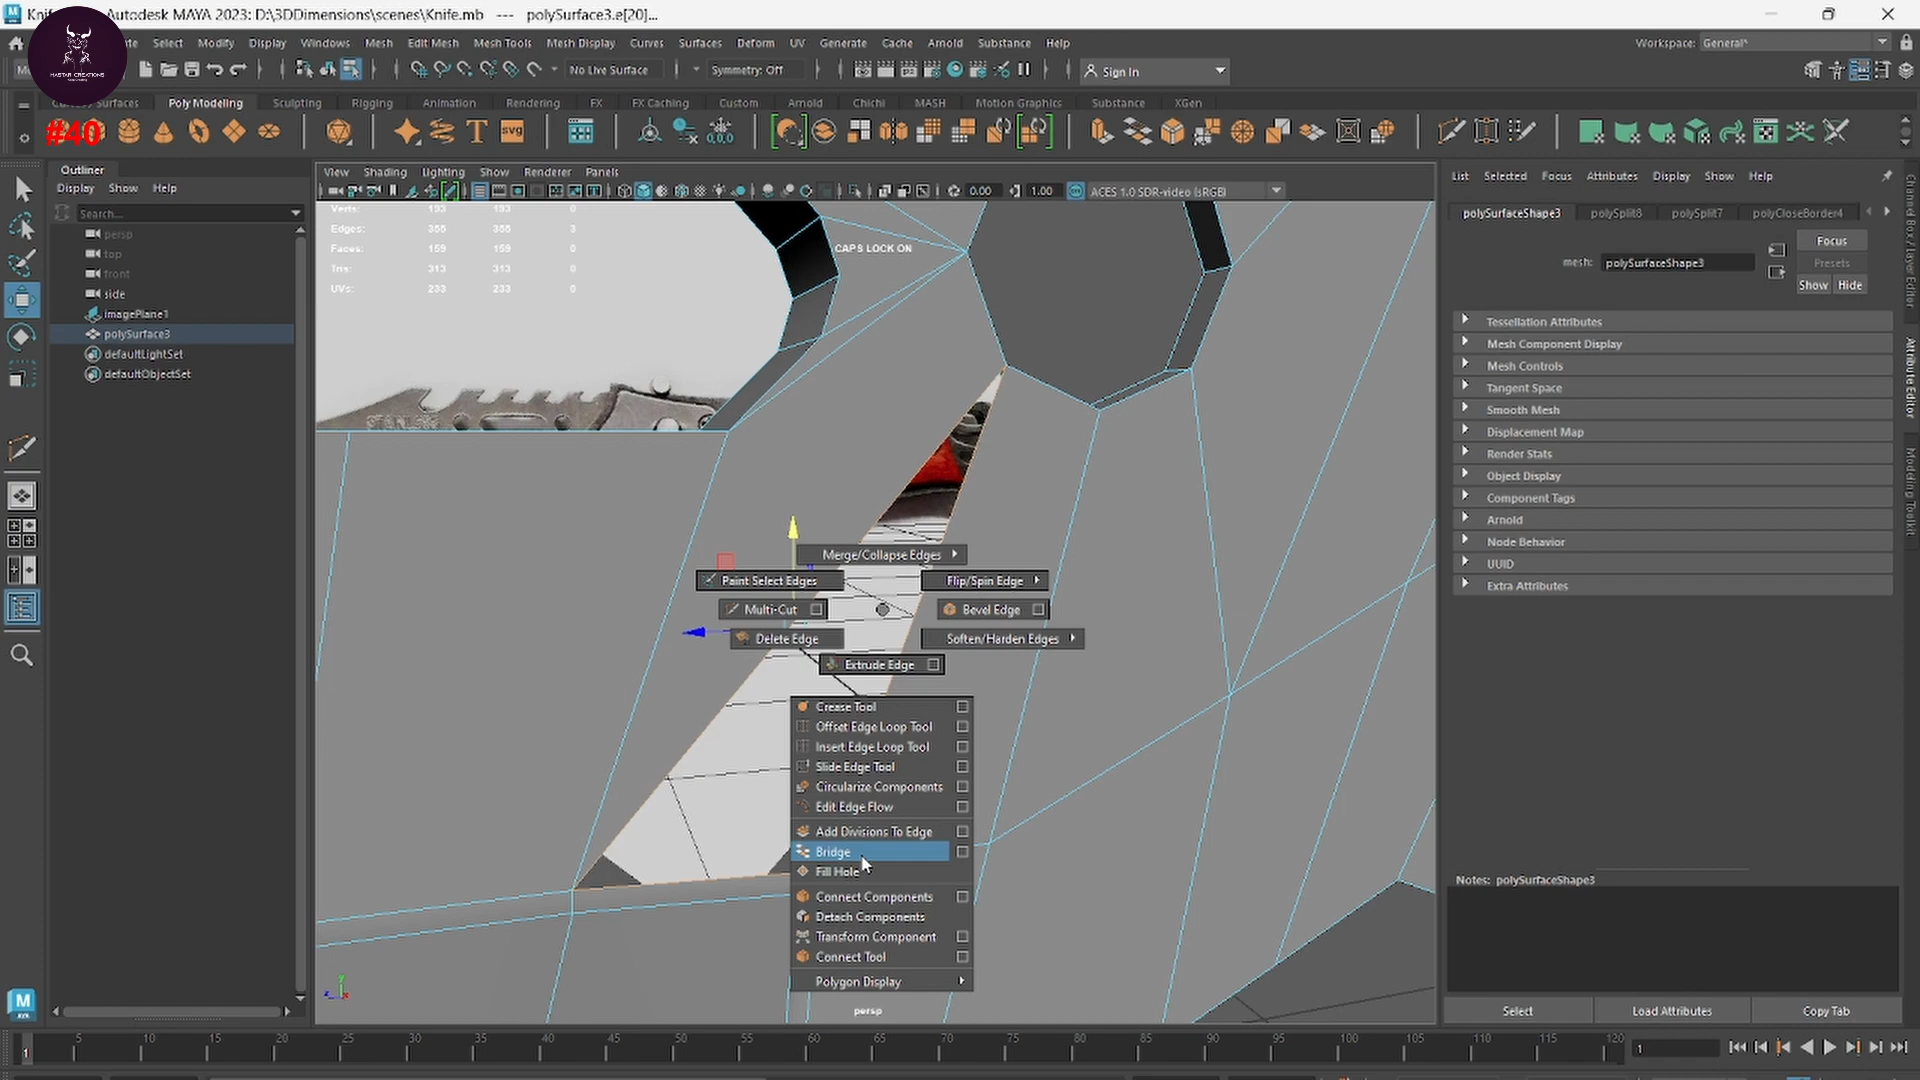 Autodesk MAYA 2023: D:\3DDimensions\scenes\Knife.mb --- polySurface3.e[20]...
Select Modify Display Windows Mesh Edit Mesh Mesh Tools Mesh Display Curves Surfaces Deform UV Generate Cache Arnold Substance Help
Workspace: General*
No Live Surface
Symmetry: Off
Sign In
MASTAR CREATIONS
#40
Surfaces Poly Modeling Sculpting Rigging Animation Rendering FX FX Caching Custom Arnold Chichi MASH Motion Graphics Substance XGen
Outliner
Display Show Help
Search...
persp
top
front
side
imagePlane1
polySurface3
defaultLightSet
defaultObjectSet
View Shading Lighting Show Renderer Panels
0.00 1.00 ACES 1.0 SDR-video (sRGB)
Verts: 193 193 0
Edges: 355 355 3
Faces: 159 159 0
Tris: 313 313 0
UVs: 233 233 0
CAPS LOCK ON
Merge/Collapse Edges
Paint Select Edges
Flip/Spin Edge
Multi-Cut
Bevel Edge
Delete Edge
Soften/Harden Edges
Extrude Edge
Crease Tool
Offset Edge Loop Tool
Insert Edge Loop Tool
Slide Edge Tool
Circularize Components
Edit Edge Flow
Add Divisions To Edge
Bridge
Fill Hole
Connect Components
Detach Components
Transform Component
Connect Tool
Polygon Display
persp
List Selected Focus Attributes Display Show Help
polySurfaceShape3 polySplit8 polySplit7 polyCloseBorder4
mesh: polySurfaceShape3
Focus
Presets
Show Hide
Tessellation Attributes
Mesh Component Display
Mesh Controls
Tangent Space
Smooth Mesh
Displacement Map
Render Stats
Object Display
Component Tags
Arnold
Node Behavior
UUID
Extra Attributes
Notes: polySurfaceShape3
Select Load Attributes Copy Tab
Channel Box / Layer Editor
Attribute Editor
Modeling Toolkit
5 10 15 20 25 30 35 40 45 50 55 60 65 70 75 80 85 90 95 100 105 110 115 120
1
1